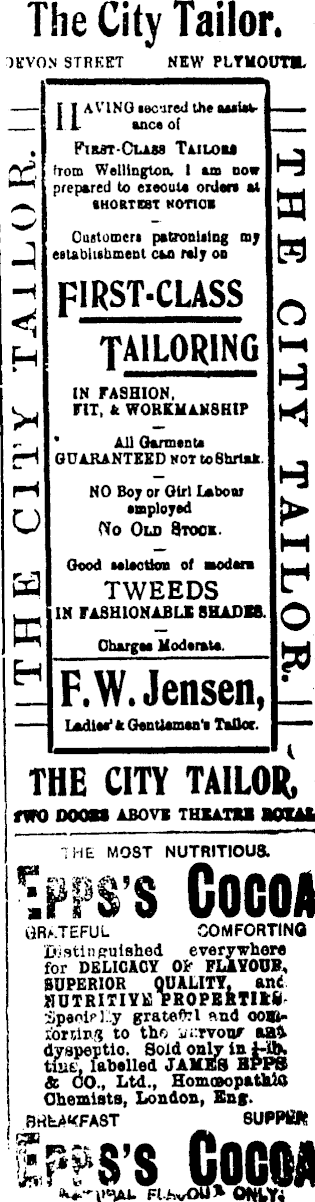 The City Tailor.
DEVON STREET NEW PLYMOUTH.
THE CITY TAILOR.
HAVING secured the assist-
ance of
FIRST-CLASS TAILORS
from Wellington, I am now
prepared to execute orders at
SHORTEST NOTICE
Customers patronising my
establishment can rely on
FIRST-CLASS
TAILORING
IN FASHION,
FIT, & WORKMANSHIP
All Garments
GUARANTEED NOT to Shrink.
NO Boy or Girl Labour
employed
No OLD STOCK.
Good selection of modern
TWEEDS
IN FASHIONABLE SHADES.
Charges Moderate.
F. W. Jensen,
Ladies' & Gentlemen's Tailor.
THE CITY TAILOR.
THE CITY TAILOR,
TWO DOORS ABOVE THEATRE ROYAL
THE MOST NUTRITIOUS.
EPPS'S COCOA
GRATEFUL COMFORTING
Distinguished everywhere
for DELICACY OF FLAVOUR,
SUPERIOR QUALITY, and
NUTRITIVE PROPERTIES.
Specially grateful and com-
forting to the nervous and
dyspeptic. Sold only in ¼-lb.
tins, labelled JAMES EPPS
& CO., Ltd., Homœopathic
Chemists, London, Eng.
BREAKFAST SUPPER
EPPS'S COCOA
FLAVOUR ONLY.